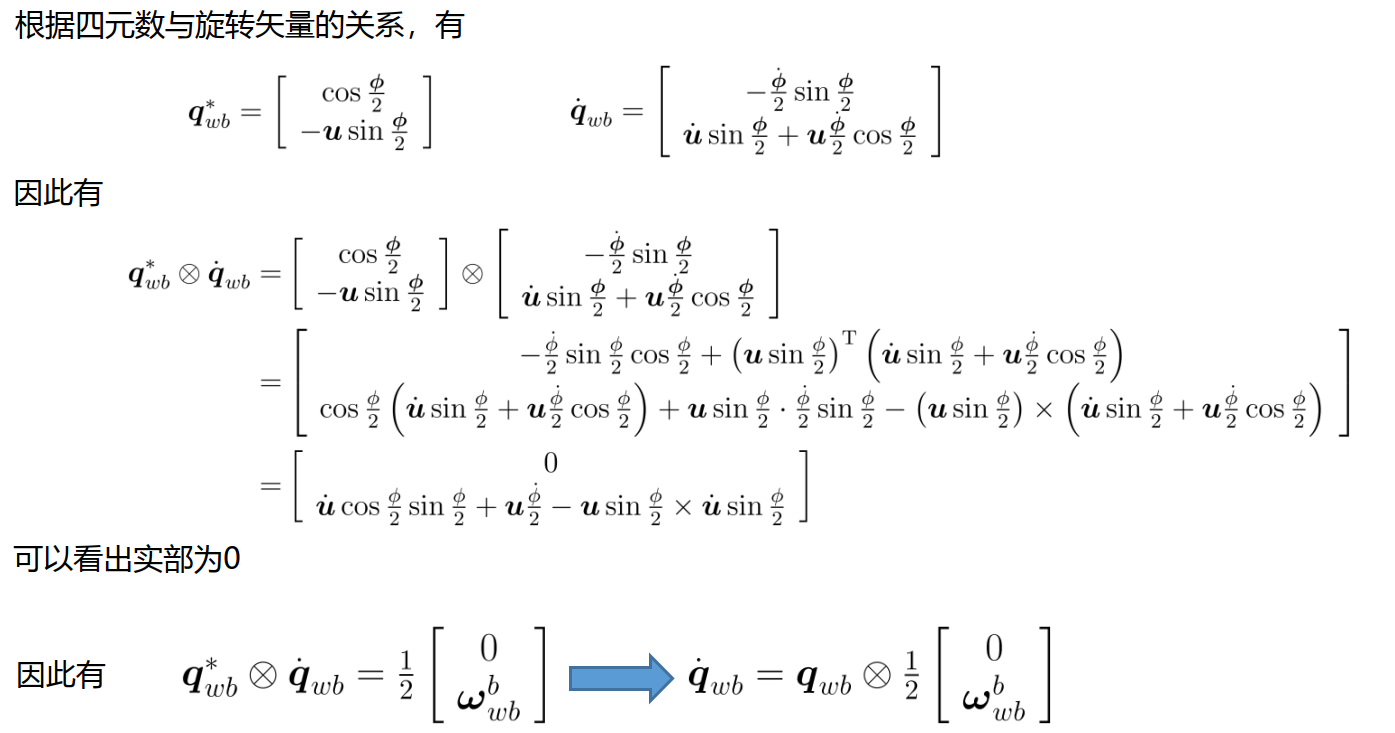 根据四元数与旋转矢量的关系，有
$\boldsymbol{q}_{wb}^{*} = \begin{bmatrix} \cos\frac{\phi}{2} \\ -\boldsymbol{u}\sin\frac{\phi}{2} \end{bmatrix}$ $\dot{\boldsymbol{q}}_{wb} = \begin{bmatrix} -\frac{\dot{\phi}}{2}\sin\frac{\phi}{2} \\ \dot{\boldsymbol{u}}\sin\frac{\phi}{2} + \boldsymbol{u}\frac{\dot{\phi}}{2}\cos\frac{\phi}{2} \end{bmatrix}$
因此有
$\boldsymbol{q}_{wb}^{*} \otimes \dot{\boldsymbol{q}}_{wb} = \begin{bmatrix} \cos\frac{\phi}{2} \\ -\boldsymbol{u}\sin\frac{\phi}{2} \end{bmatrix} \otimes \begin{bmatrix} -\frac{\dot{\phi}}{2}\sin\frac{\phi}{2} \\ \dot{\boldsymbol{u}}\sin\frac{\phi}{2} + \boldsymbol{u}\frac{\dot{\phi}}{2}\cos\frac{\phi}{2} \end{bmatrix}$
$= \begin{bmatrix} -\frac{\dot{\phi}}{2}\sin\frac{\phi}{2}\cos\frac{\phi}{2} + \left(\boldsymbol{u}\sin\frac{\phi}{2}\right)^{\mathrm{T}}\left(\dot{\boldsymbol{u}}\sin\frac{\phi}{2} + \boldsymbol{u}\frac{\dot{\phi}}{2}\cos\frac{\phi}{2}\right) \\ \cos\frac{\phi}{2}\left(\dot{\boldsymbol{u}}\sin\frac{\phi}{2} + \boldsymbol{u}\frac{\dot{\phi}}{2}\cos\frac{\phi}{2}\right) + \boldsymbol{u}\sin\frac{\phi}{2}\cdot\frac{\dot{\phi}}{2}\sin\frac{\phi}{2} - \left(\boldsymbol{u}\sin\frac{\phi}{2}\right)\times\left(\dot{\boldsymbol{u}}\sin\frac{\phi}{2} + \boldsymbol{u}\frac{\dot{\phi}}{2}\cos\frac{\phi}{2}\right) \end{bmatrix}$
$= \begin{bmatrix} 0 \\ \dot{\boldsymbol{u}}\cos\frac{\phi}{2}\sin\frac{\phi}{2} + \boldsymbol{u}\frac{\dot{\phi}}{2} - \boldsymbol{u}\sin\frac{\phi}{2}\times\dot{\boldsymbol{u}}\sin\frac{\phi}{2} \end{bmatrix}$
可以看出实部为0
因此有 $\boldsymbol{q}_{wb}^{*} \otimes \dot{\boldsymbol{q}}_{wb} = \frac{1}{2}\begin{bmatrix} 0 \\ \boldsymbol{\omega}_{wb}^{b} \end{bmatrix}$ $\dot{\boldsymbol{q}}_{wb} = \boldsymbol{q}_{wb} \otimes \frac{1}{2}\begin{bmatrix} 0 \\ \boldsymbol{\omega}_{wb}^{b} \end{bmatrix}$